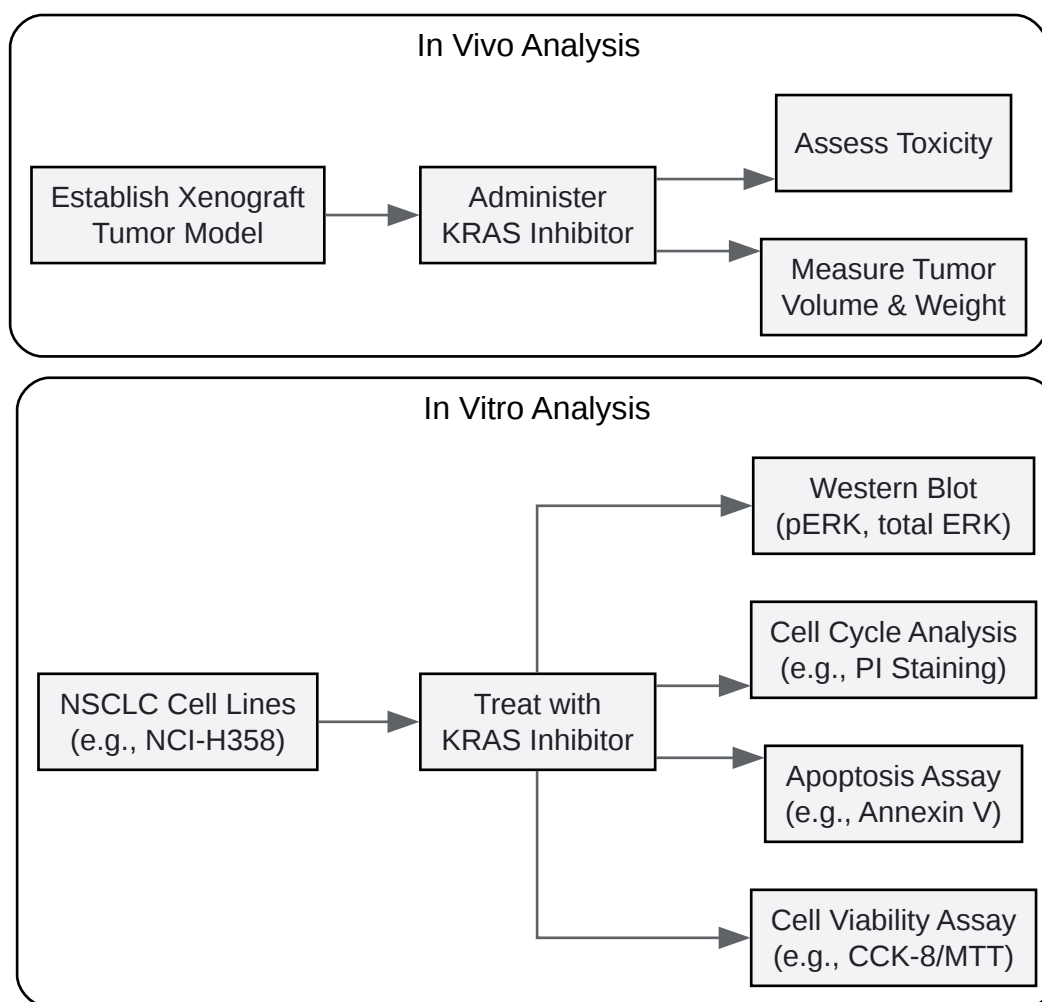 In Vivo Analysis
Establish Xenograft
Tumor Model
Administer
KRAS Inhibitor
Assess Toxicity
Measure Tumor
Volume & Weight
In Vitro Analysis
NSCLC Cell Lines
(e.g., NCI-H358)
Treat with
KRAS Inhibitor
Western Blot
(pERK, total ERK)
Cell Cycle Analysis
(e.g., PI Staining)
Apoptosis Assay
(e.g., Annexin V)
Cell Viability Assay
(e.g., CCK-8/MTT)